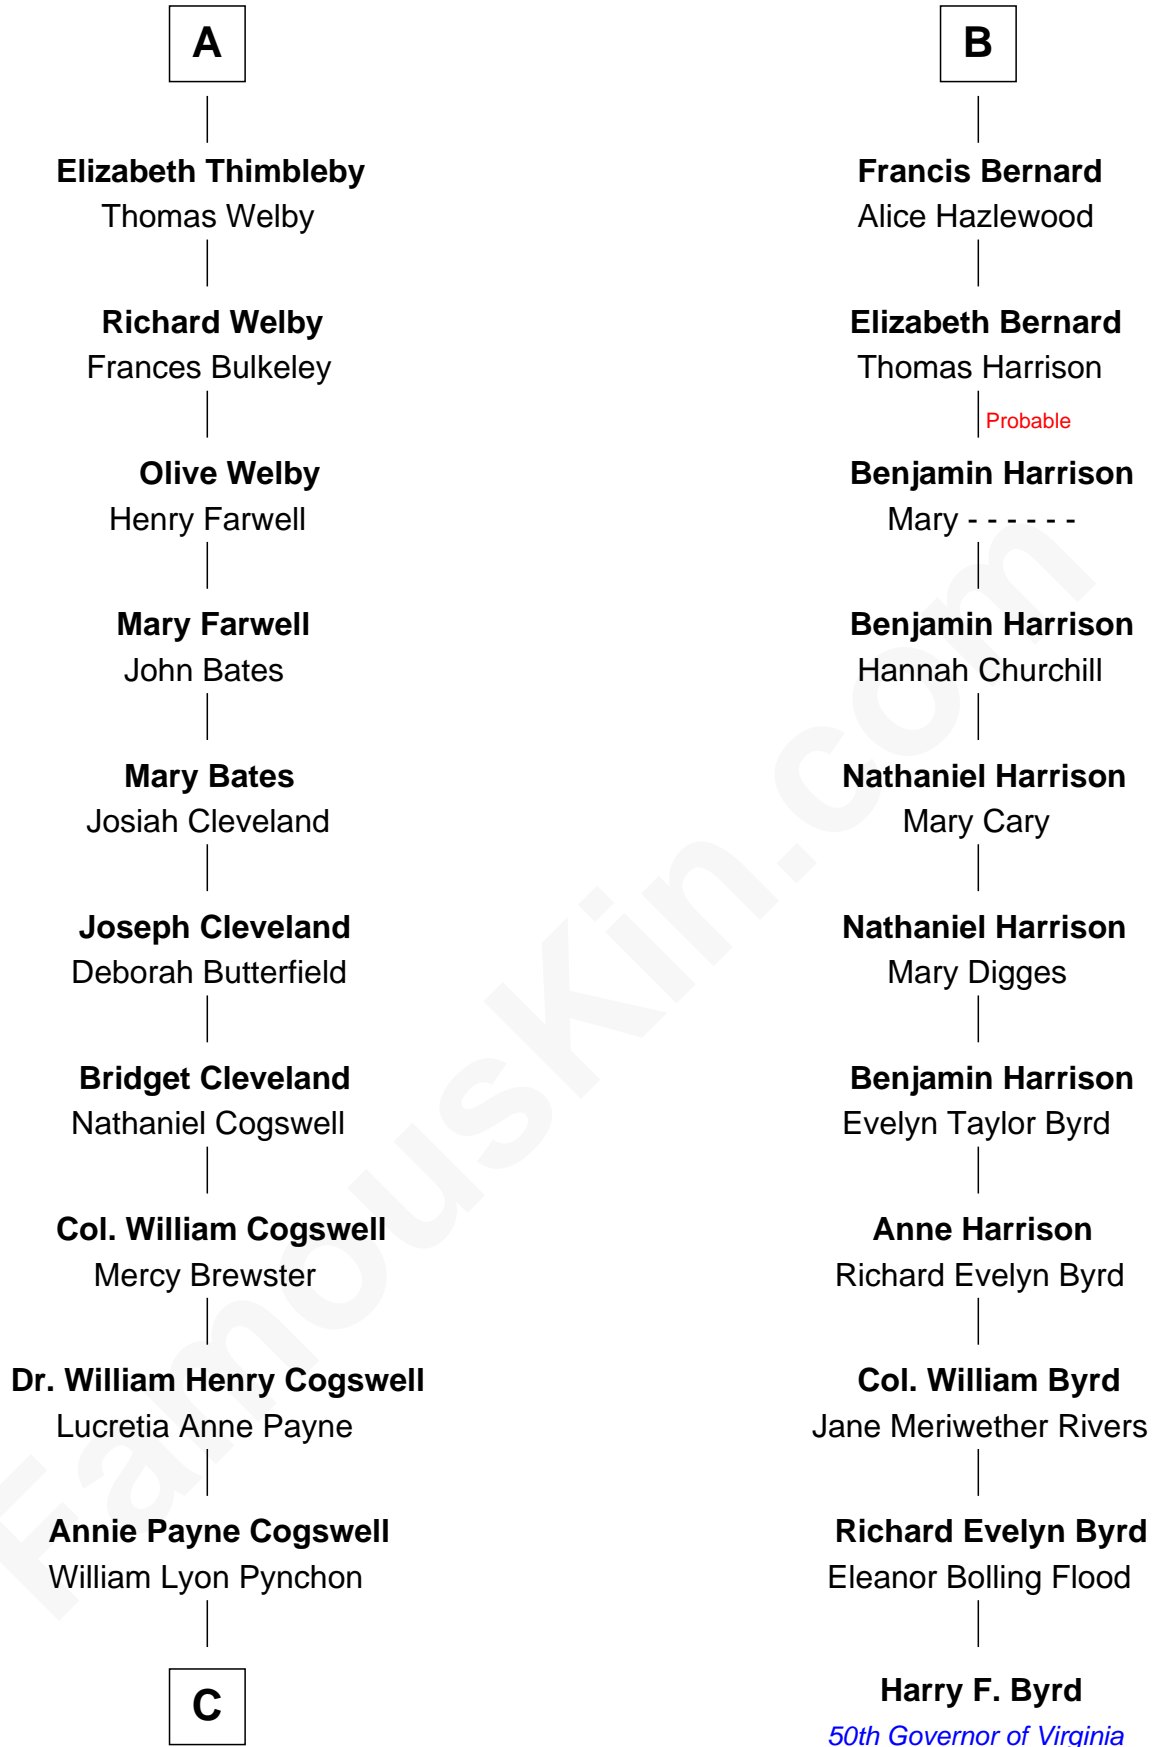 A
Elizabeth Thimbleby
Thomas Welby
Richard Welby
Frances Bulkeley
Olive Welby
Henry Farwell
Mary Farwell
John Bates
Mary Bates
Josiah Cleveland
Joseph Cleveland
Deborah Butterfield
Bridget Cleveland
Nathaniel Cogswell
Col. William Cogswell
Mercy Brewster
Dr. William Henry Cogswell
Lucretia Anne Payne
Annie Payne Cogswell
William Lyon Pynchon
C
B
Francis Bernard
Alice Hazlewood
Elizabeth Bernard
Thomas Harrison
Probable
Benjamin Harrison
Mary - - - - - -
Benjamin Harrison
Hannah Churchill
Nathaniel Harrison
Mary Cary
Nathaniel Harrison
Mary Digges
Benjamin Harrison
Evelyn Taylor Byrd
Anne Harrison
Richard Evelyn Byrd
Col. William Byrd
Jane Meriwether Rivers
Richard Evelyn Byrd
Eleanor Bolling Flood
Harry F. Byrd
50th Governor of Virginia
FamousKin.com